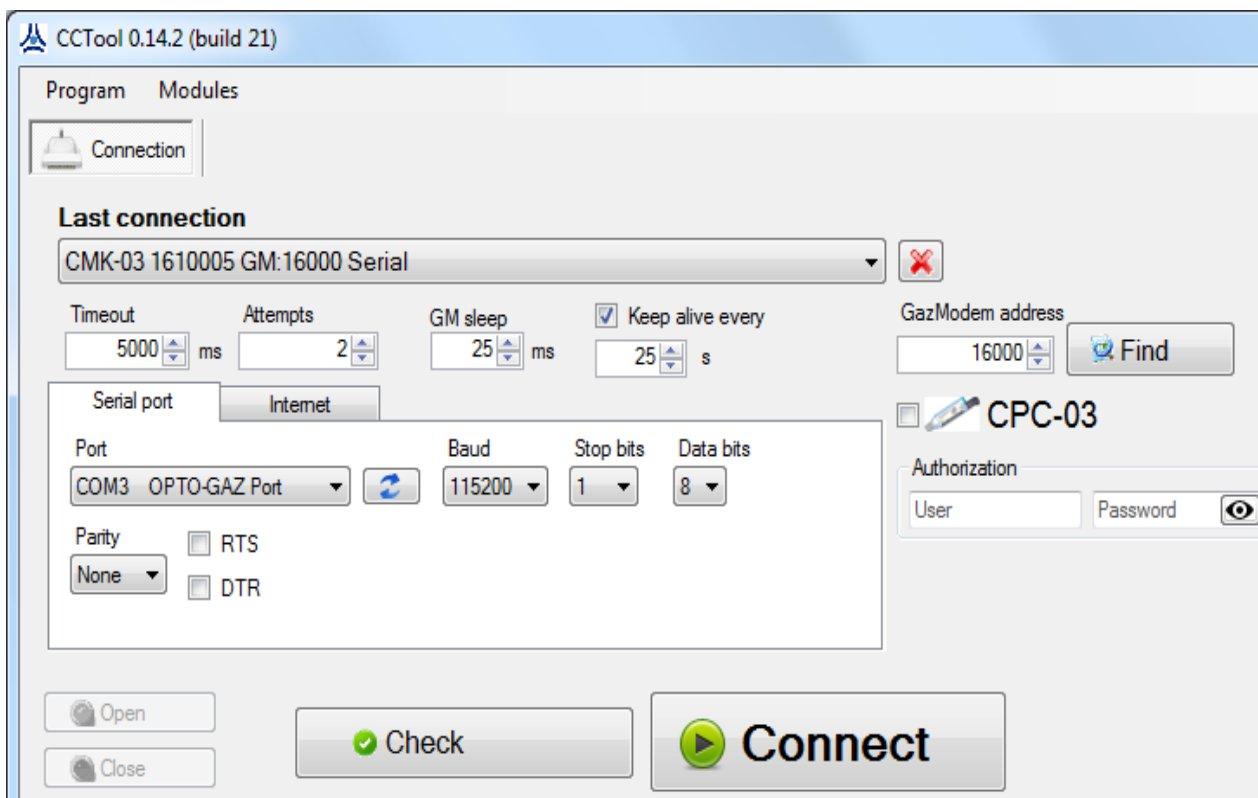 CCTool 0.14.2 (build 21)
Program Modules
Connection
Last connection
CMK-03 1610005 GM:16000 Serial
Timeout Attempts GM sleep Keep alive every GazModem address
5000 ms 2 25 ms 25 s 16000 Find
Serial port Internet
CPC-03
Port Baud Stop bits Data bits
Authorization
COM3 OPTO-GAZ Port 115200 1 8
User Password
Parity
RTS
None
DTR
Open
Check
Connect
Close